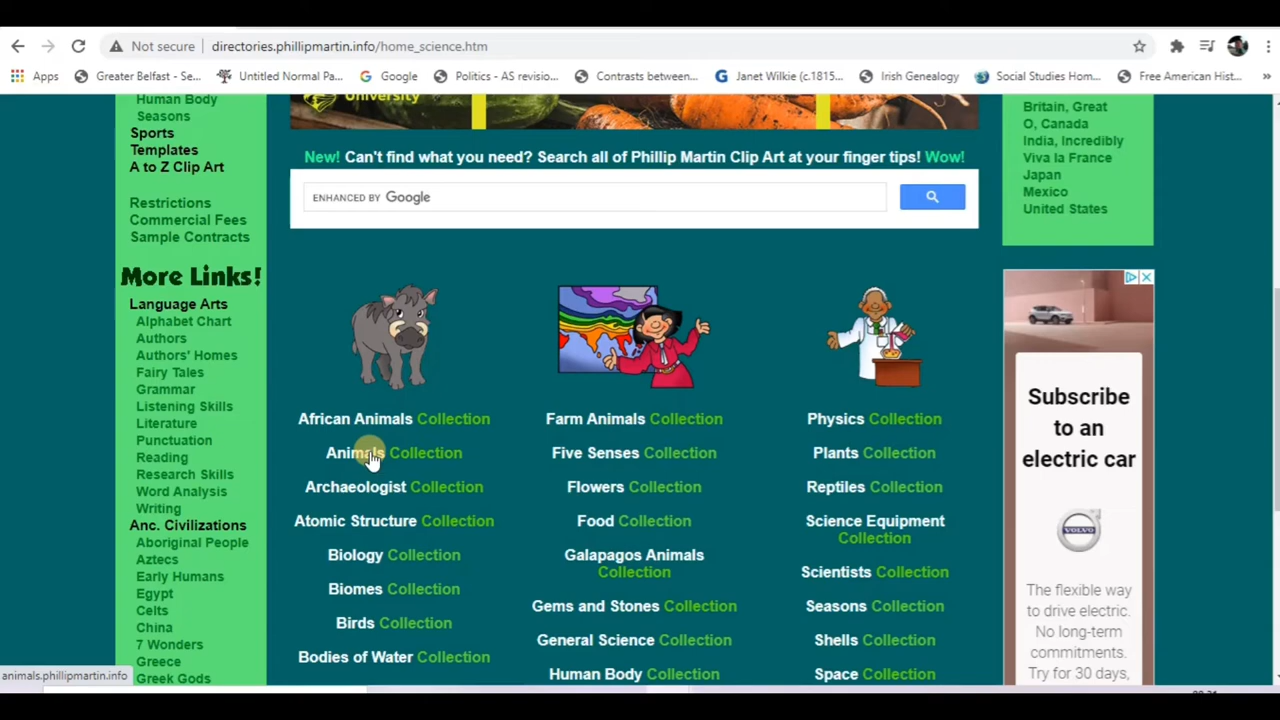 Not secure directories.phillipmartin.info/home_science.htm
Apps Greater Belfast - Se... Untitled Normal Pa... Google Politics - AS revisio... Contrasts between... Janet Wilkie (c.1815... Irish Genealogy Social Studies Hom... Free American Hist... »
Human Body
Seasons
Sports
Templates
A to Z Clip Art
Restrictions
Commercial Fees
Sample Contracts
More Links!
Language Arts
Alphabet Chart
Authors
Authors' Homes
Fairy Tales
Grammar
Listening Skills
Literature
Punctuation
Reading
Research Skills
Word Analysis
Writing
Anc. Civilizations
Aboriginal People
Aztecs
Early Humans
Egypt
Celts
China
7 Wonders
Greece
Greek Gods
University
New! Can't find what you need? Search all of Phillip Martin Clip Art at your finger tips! Wow!
ENHANCED BY Google
African Animals Collection
Animals Collection
Archaeologist Collection
Atomic Structure Collection
Biology Collection
Biomes Collection
Birds Collection
Bodies of Water Collection
Farm Animals Collection
Five Senses Collection
Flowers Collection
Food Collection
Galapagos Animals
Collection
Gems and Stones Collection
General Science Collection
Human Body Collection
Physics Collection
Plants Collection
Reptiles Collection
Science Equipment
Collection
Scientists Collection
Seasons Collection
Shells Collection
Space Collection
Britain, Great
O, Canada
India, Incredibly
Viva la France
Japan
Mexico
United States
Subscribe
to an
electric car
VOLVO
The flexible way
to drive electric.
No long-term
commitments.
Try for 30 days,
animals.phillipmartin.info